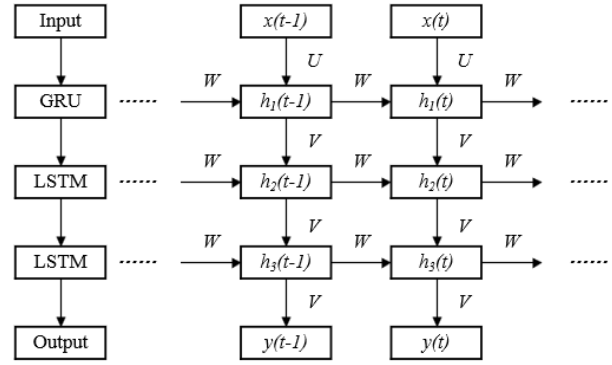 Input x(t-1) x(t)
U U
W W W
GRU ...... h₁(t-1) h₁(t) ......
V V
W W W
LSTM ...... h₂(t-1) h₂(t) ......
V V
W W W
LSTM ...... h₃(t-1) h₃(t) ......
V V
Output y(t-1) y(t)